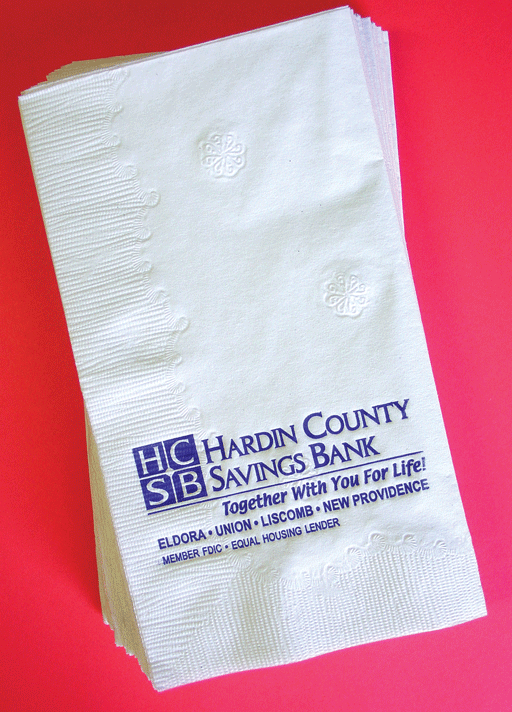 HC
SB
HARDIN COUNTY
SAVINGS BANK
Together With You For Life!
ELDORA • UNION • LISCOMB • NEW PROVIDENCE
MEMBER FDIC • EQUAL HOUSING LENDER